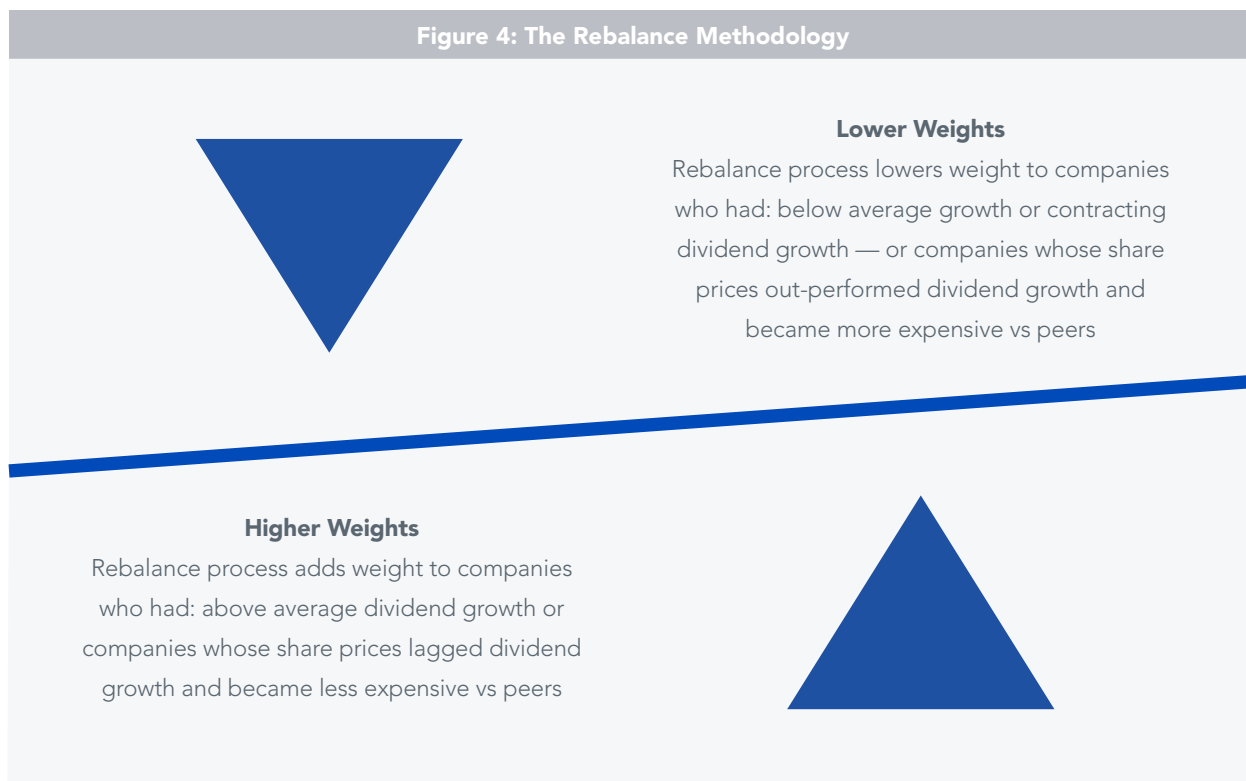 Figure 4: The Rebalance Methodology
Lower Weights
Rebalance process lowers weight to companies
who had: below average growth or contracting
dividend growth — or companies whose share
prices out-performed dividend growth and
became more expensive vs peers
Higher Weights
Rebalance process adds weight to companies
who had: above average dividend growth or
companies whose share prices lagged dividend
growth and became less expensive vs peers